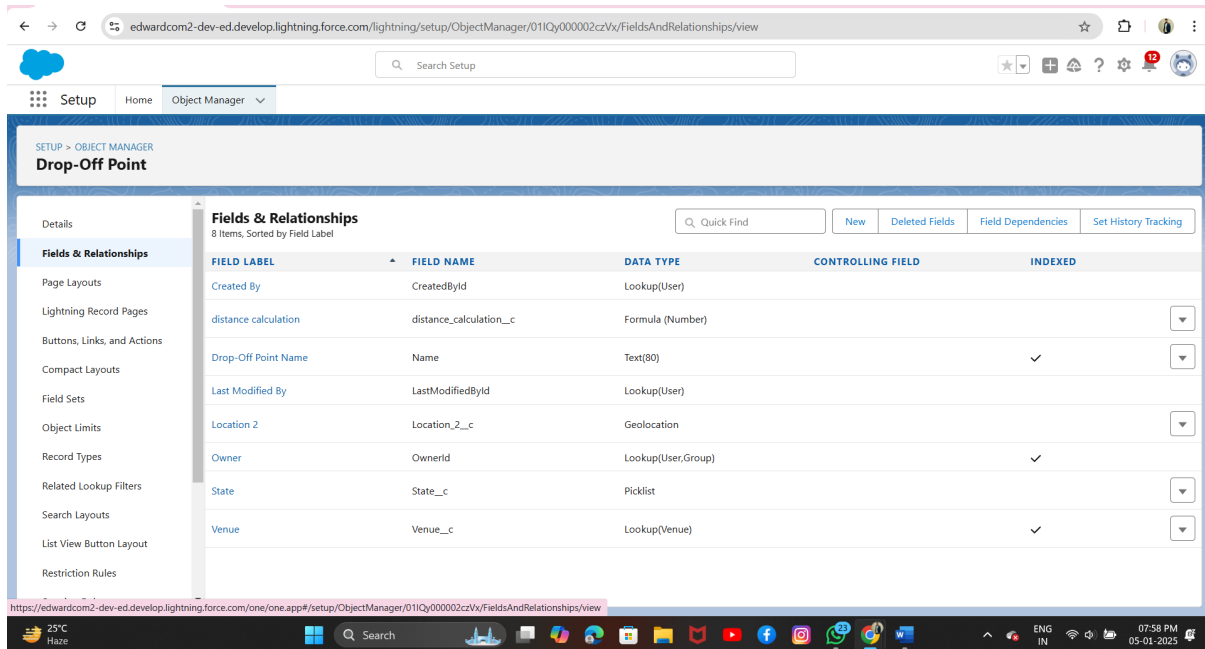 edwardcom2-dev-ed.develop.lightning.force.com/lightning/setup/ObjectManager/01IQy000002czVx/FieldsAndRelationships/view
Search Setup
12
Setup Home Object Manager
SETUP > OBJECT MANAGER
Drop-Off Point
Details
Fields & Relationships
Page Layouts
Lightning Record Pages
Buttons, Links, and Actions
Compact Layouts
Field Sets
Object Limits
Record Types
Related Lookup Filters
Search Layouts
List View Button Layout
Restriction Rules
Fields & Relationships
8 Items, Sorted by Field Label
Quick Find New Deleted Fields Field Dependencies Set History Tracking
FIELD LABEL FIELD NAME DATA TYPE CONTROLLING FIELD INDEXED
Created By CreatedById Lookup(User)
distance calculation distance_calculation__c Formula (Number)
Drop-Off Point Name Name Text(80)
Last Modified By LastModifiedById Lookup(User)
Location 2 Location_2__c Geolocation
Owner OwnerId Lookup(User,Group)
State State__c Picklist
Venue Venue__c Lookup(Venue)
https://edwardcom2-dev-ed.develop.lightning.force.com/one/one.app#/setup/ObjectManager/01IQy000002czVx/FieldsAndRelationships/view
25°C
Haze
Search
23
ENG
IN
07:58 PM
05-01-2025